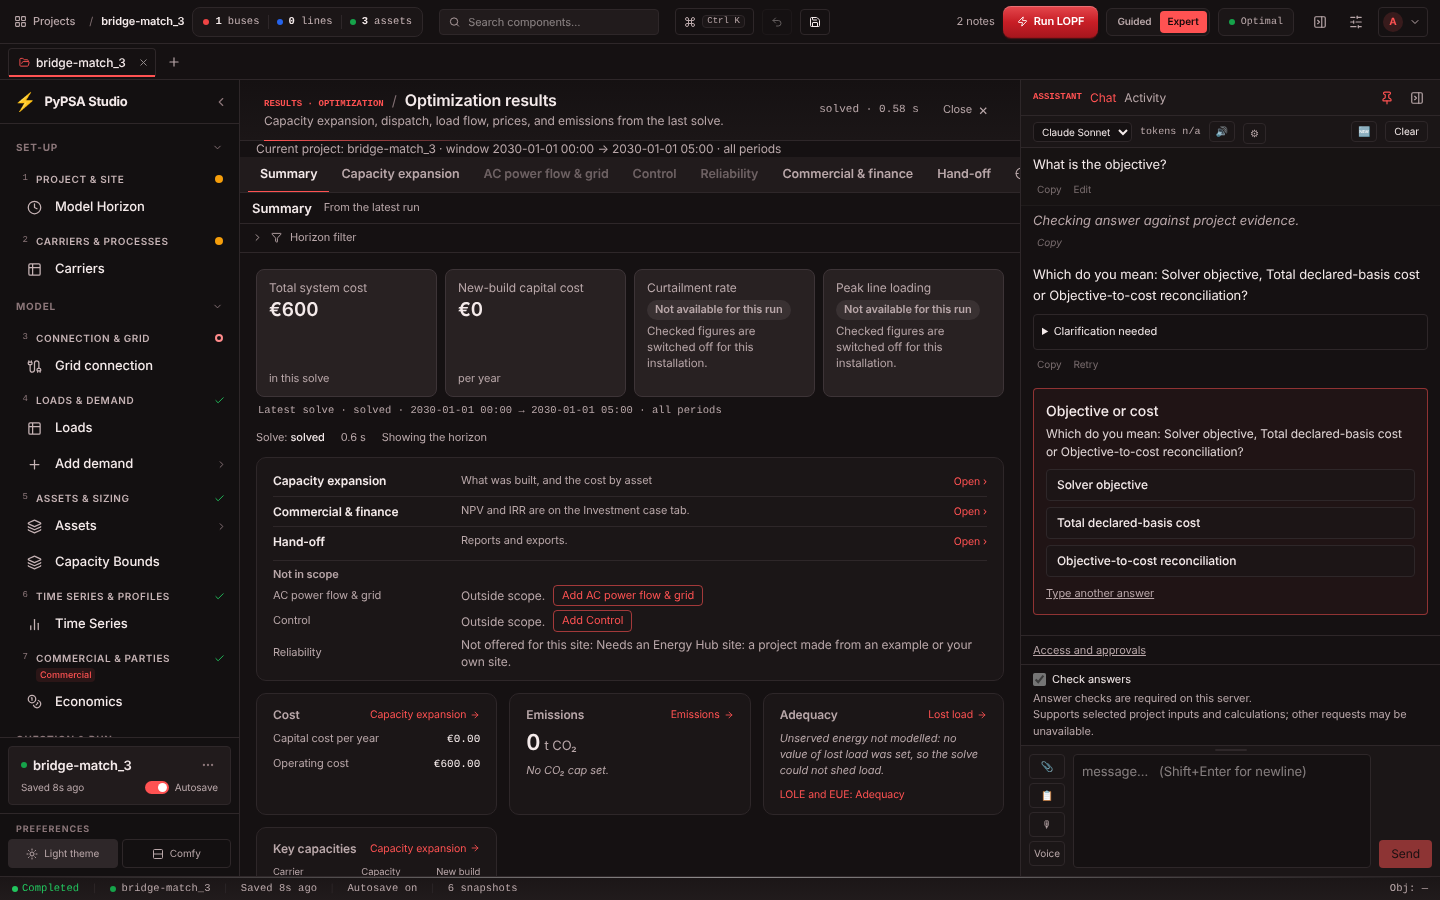 Projects / bridge-match_3
1 buses 0 lines 3 assets
Search components...
⌘ Ctrl K
2 notes
Run LOPF
Guided Expert
Optimal
A
bridge-match_3
PyPSA Studio
SET-UP
1 PROJECT & SITE
Model Horizon
2 CARRIERS & PROCESSES
Carriers
MODEL
3 CONNECTION & GRID
Grid connection
4 LOADS & DEMAND
Loads
Add demand
5 ASSETS & SIZING
Assets
Capacity Bounds
6 TIME SERIES & PROFILES
Time Series
7 COMMERCIAL & PARTIES
Commercial
Economics
bridge-match_3 ...
Saved 8s ago Autosave
PREFERENCES
Light theme Comfy
RESULTS · OPTIMIZATION / Optimization results
Capacity expansion, dispatch, load flow, prices, and emissions from the last solve.
solved · 0.58 s Close ×
Current project: bridge-match_3 · window 2030-01-01 00:00 → 2030-01-01 05:00 · all periods
Summary Capacity expansion AC power flow & grid Control Reliability Commercial & finance Hand-off
Summary From the latest run
Horizon filter
Total system cost
€600
in this solve
New-build capital cost
€0
per year
Curtailment rate
Not available for this run
Checked figures are
switched off for this
installation.
Peak line loading
Not available for this run
Checked figures are
switched off for this
installation.
Latest solve · solved · 2030-01-01 00:00 → 2030-01-01 05:00 · all periods
Solve: solved 0.6 s Showing the horizon
Capacity expansion What was built, and the cost by asset Open ›
Commercial & finance NPV and IRR are on the Investment case tab. Open ›
Hand-off Reports and exports. Open ›
Not in scope
AC power flow & grid Outside scope. Add AC power flow & grid
Control Outside scope. Add Control
Reliability Not offered for this site: Needs an Energy Hub site: a project made from an example or your
own site.
Cost Capacity expansion →
Capital cost per year €0.00
Operating cost €600.00
Emissions Emissions →
0 t CO₂
No CO₂ cap set.
Adequacy Lost load →
Unserved energy not modelled: no
value of lost load was set, so the solve
could not shed load.
LOLE and EUE: Adequacy
Key capacities Capacity expansion →
Carrier Capacity New build
ASSISTANT Chat Activity
Claude Sonnet tokens n/a Clear
What is the objective?
Copy Edit
Checking answer against project evidence.
Copy
Which do you mean: Solver objective, Total declared-basis cost
or Objective-to-cost reconciliation?
▶ Clarification needed
Copy Retry
Objective or cost
Which do you mean: Solver objective, Total declared-basis cost
or Objective-to-cost reconciliation?
Solver objective
Total declared-basis cost
Objective-to-cost reconciliation
Type another answer
Access and approvals
Check answers
Answer checks are required on this server.
Supports selected project inputs and calculations; other requests may be
unavailable.
message... (Shift+Enter for newline)
Voice
Send
Completed bridge-match_3 Saved 8s ago Autosave on 6 snapshots Obj: —